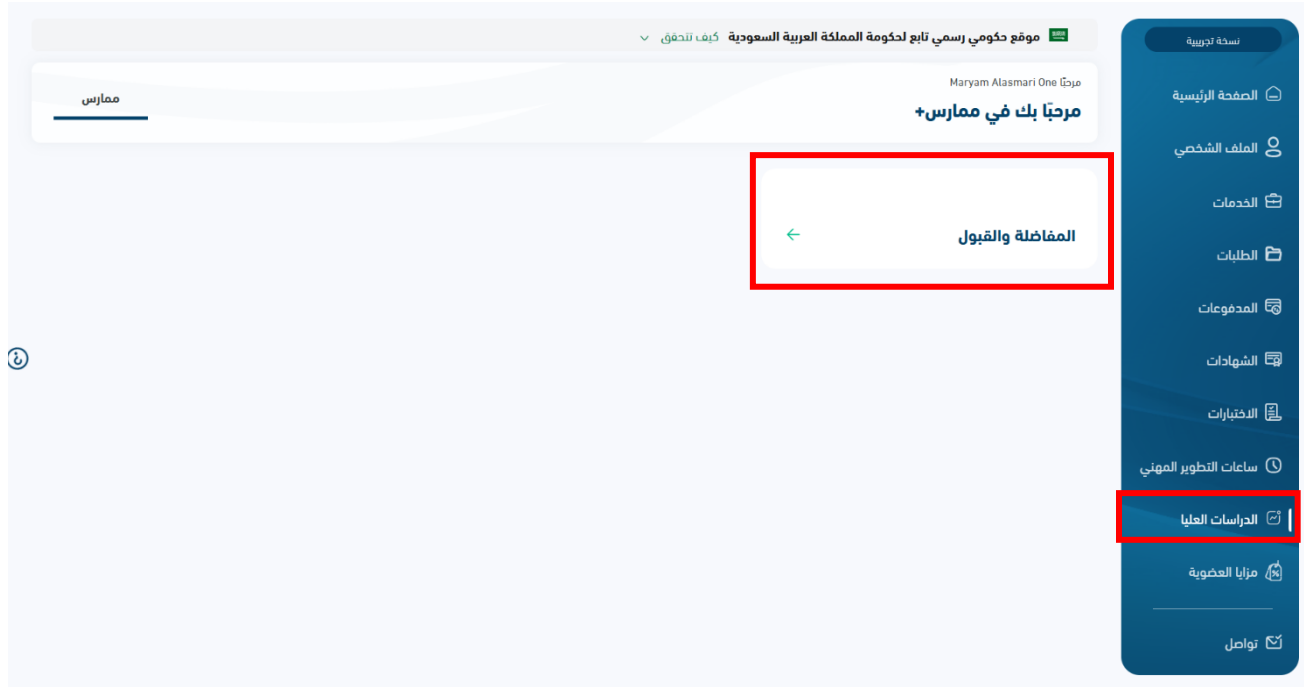 موقع حكومي رسمي تابع لحكومة المملكة العربية السعودية كيف تتحقق
نسخة تجريبية
مرحبًا Maryam Alasmari One
مرحبًا بك في ممارس+
ممارس
الصفحة الرئيسية
الملف الشخصي
الخدمات
المفاضلة والقبول
الطلبات
المدفوعات
الشهادات
الاختبارات
ساعات التطوير المهني
الدراسات العليا
مزايا العضوية
تواصل